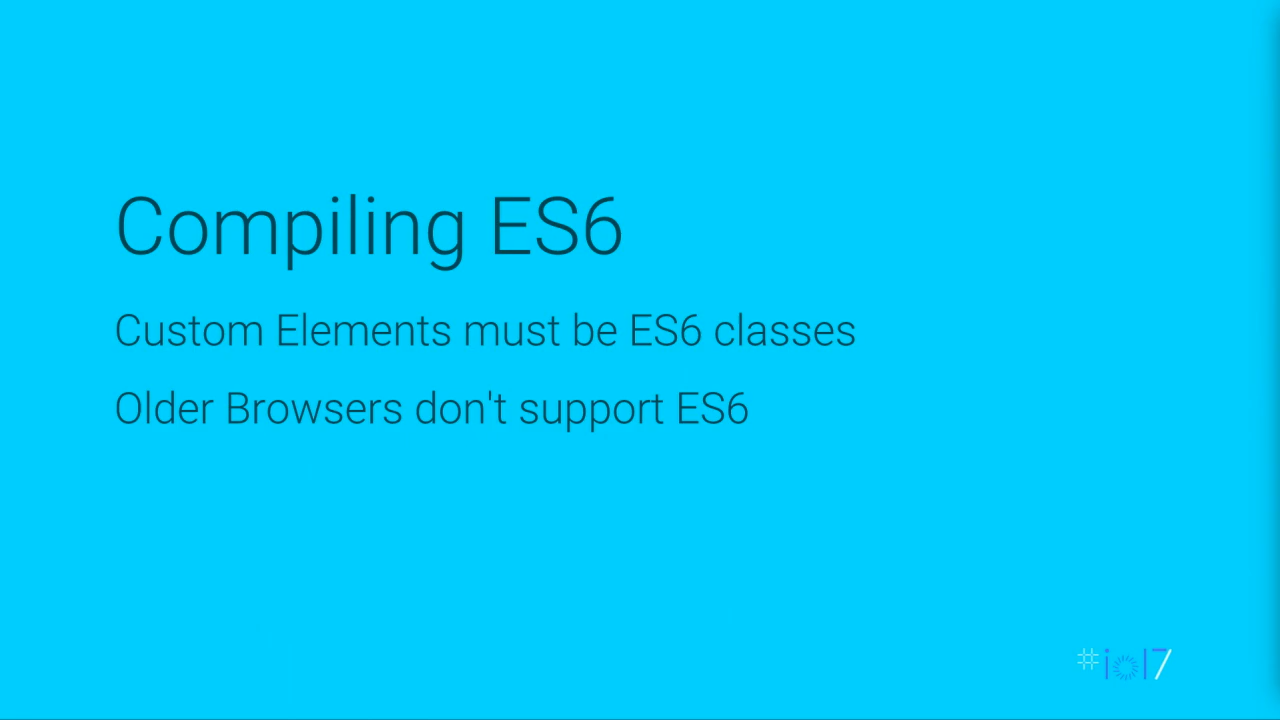 Compiling ES6
Custom Elements must be ES6 classes
Older Browsers don't support ES6
#io17